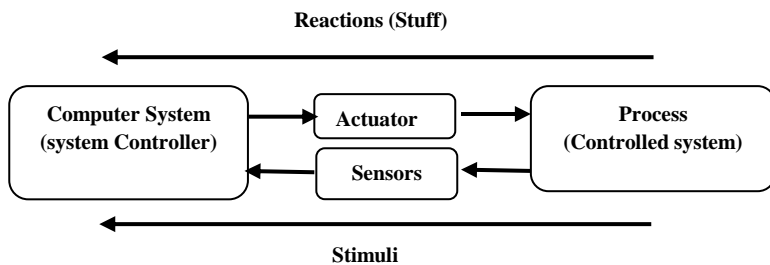 Reactions (Stuff)
Computer System
(system Controller)
Actuator
Sensors
Process
(Controlled system)
Stimuli